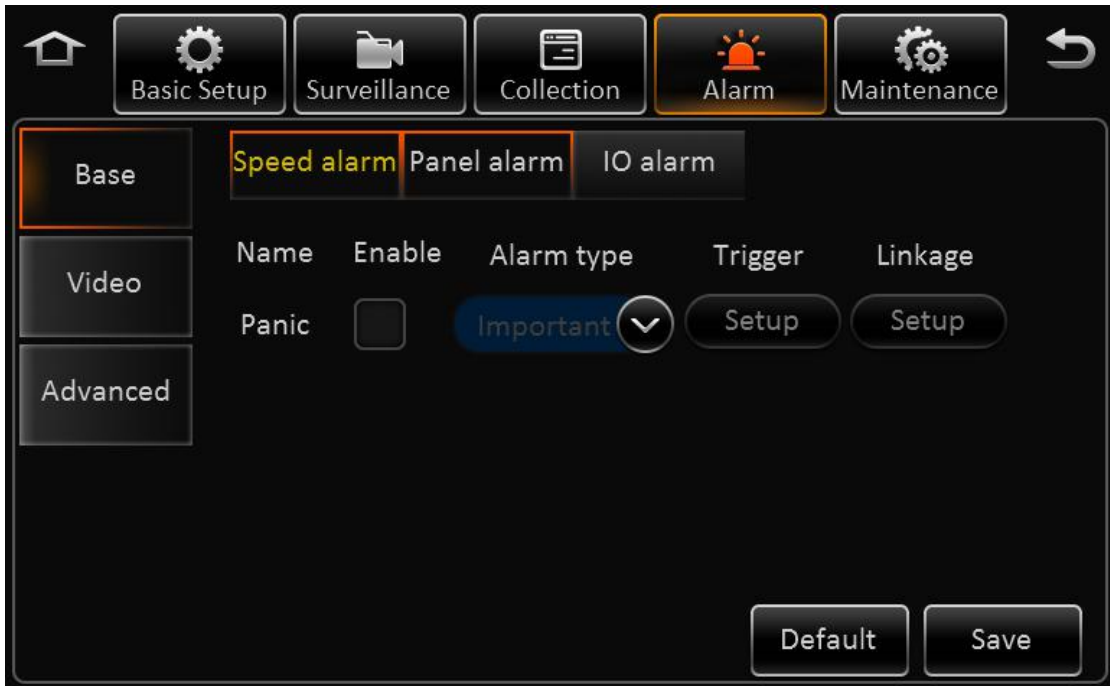 Basic Setup Surveillance Collection Alarm Maintenance
Base
Speed alarm Panel alarm IO alarm
Name Enable Alarm type Trigger Linkage
Video
Panic Important Setup Setup
Advanced
Default Save